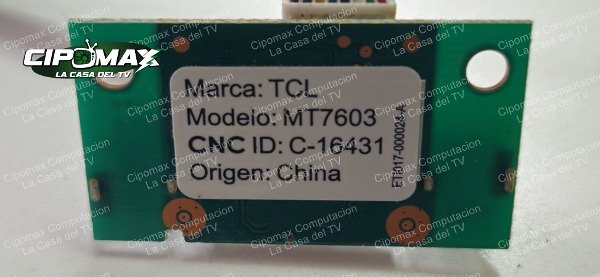 CIPOMAX
LA CASA DEL TV
Marca: TCL
Modelo: MT7603
CNC ID: C-16431
Origen: China
Cipomax Computacion
La Casa del TV